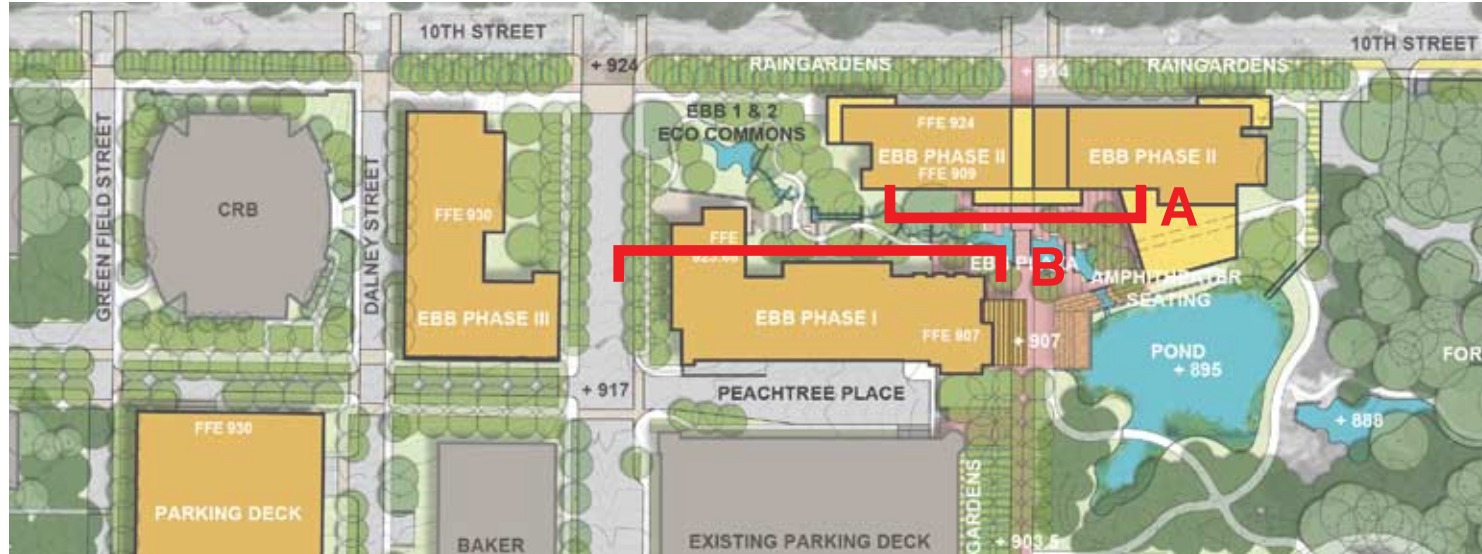 10TH STREET
10TH STREET
+ 924
RAINGARDENS
+ 914
RAINGARDENS
EBB 1 & 2
ECO COMMONS
FFE 924
EBB PHASE II
FFE 909
EBB PHASE II
GREEN FIELD STREET
CRB
DALNEY STREET
FFE 930
EBB PHASE III
FFE
A
B
AMPHITHEATER
SEATING
EBB PHASE I
FFE 907
+ 907
POND
+ 895
FOR
+ 917
PEACHTREE PLACE
+ 888
FFE 930
PARKING DECK
BAKER
EXISTING PARKING DECK
GARDENS
+ 903.5